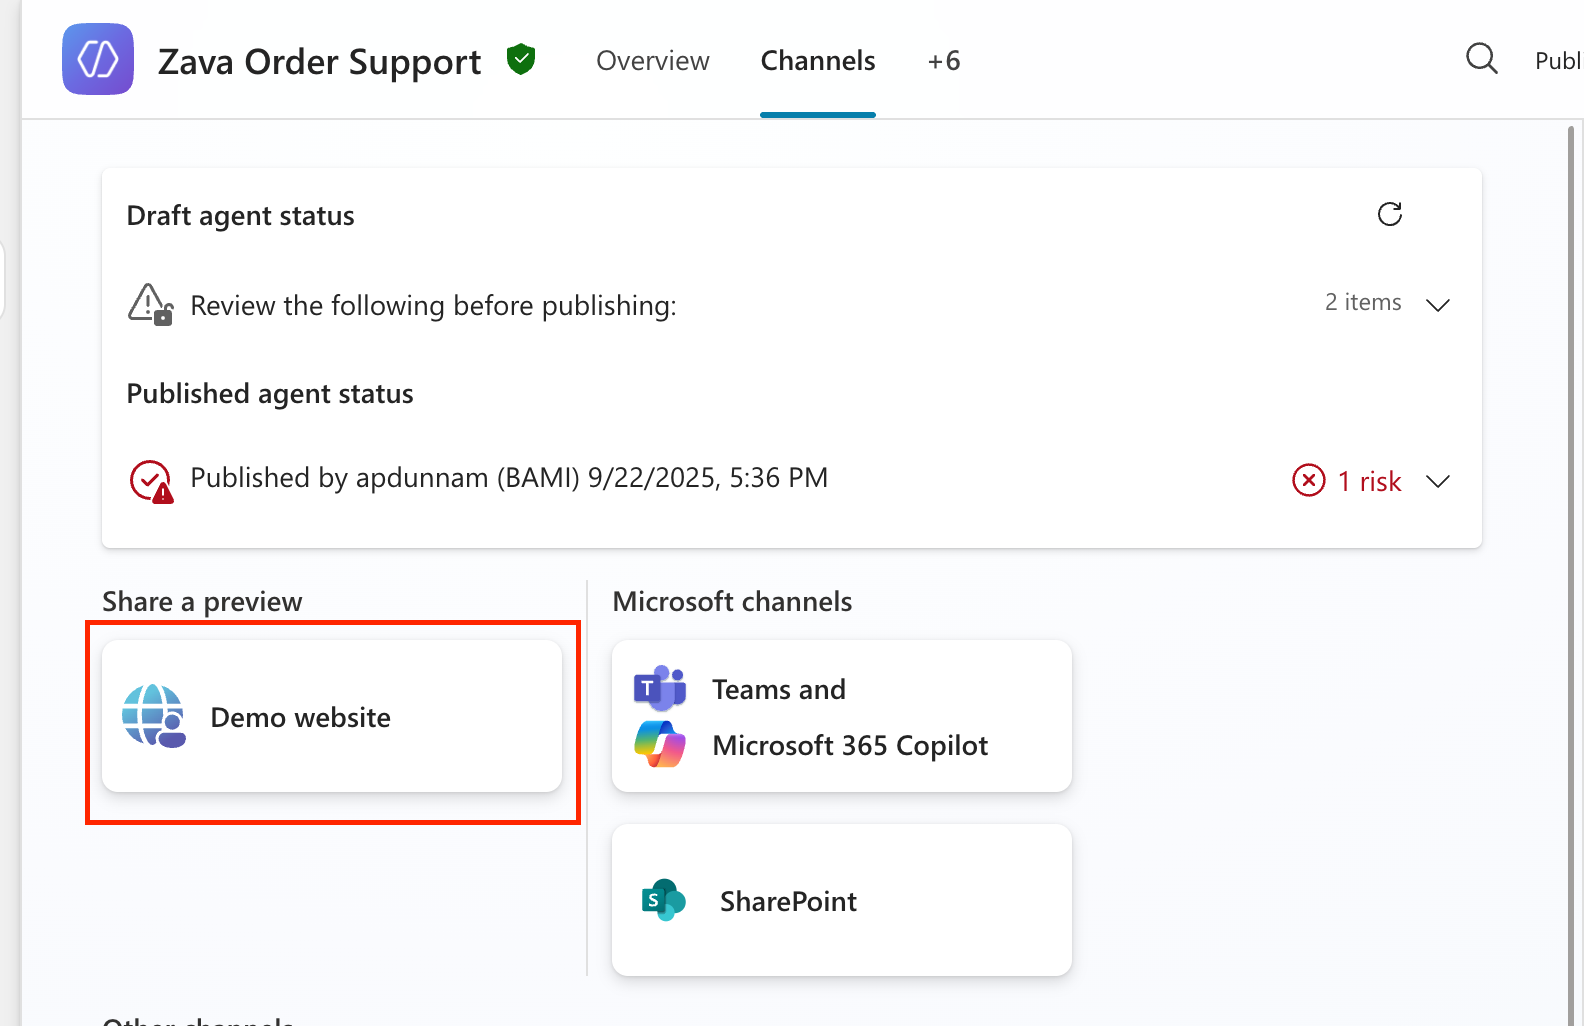 Zava Order Support
Overview
Channels
+6
Publ
Draft agent status
Review the following before publishing:
2 items
Published agent status
Published by apdunnam (BAMI) 9/22/2025, 5:36 PM
1 risk
Share a preview
Demo website
Microsoft channels
T
Teams and
Microsoft 365 Copilot
S
SharePoint
Other channels